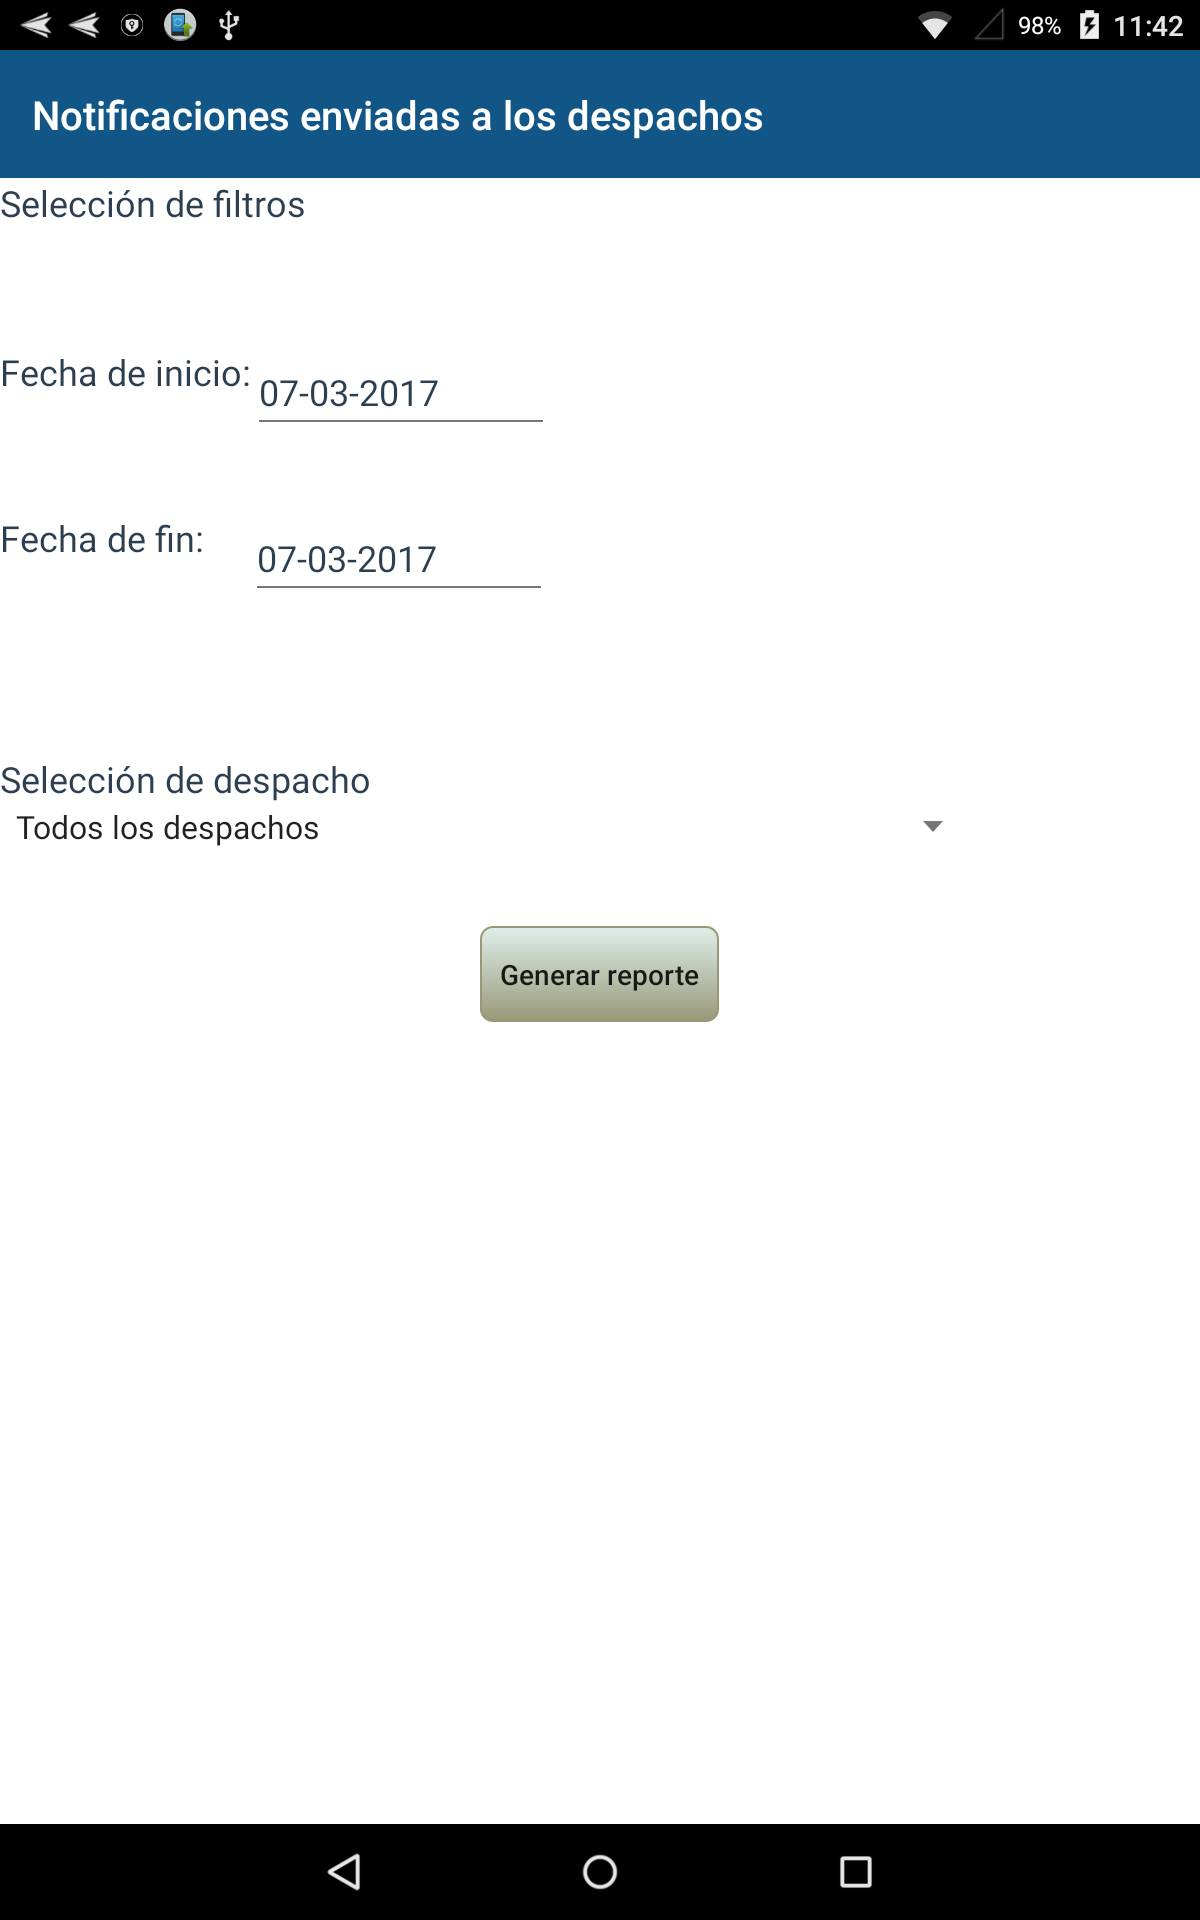 98% 11:42
Notificaciones enviadas a los despachos
Selección de filtros
Fecha de inicio: 07-03-2017
Fecha de fin: 07-03-2017
Selección de despacho
Todos los despachos
Generar reporte